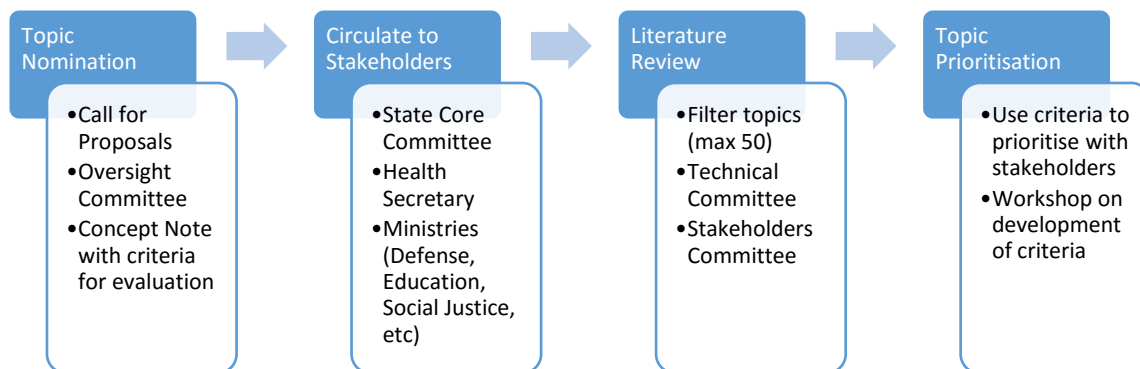 Topic
Nomination
•Call for
Proposals
•Oversight
Committee
•Concept Note
with criteria
for evaluation
Circulate to
Stakeholders
•State Core
Committee
•Health
Secretary
•Ministries
(Defense,
Education,
Social Justice,
etc)
Literature
Review
•Filter topics
(max 50)
•Technical
Committee
•Stakeholders
Committee
Topic
Prioritisation
•Use criteria to
prioritise with
stakeholders
•Workshop on
development
of criteria